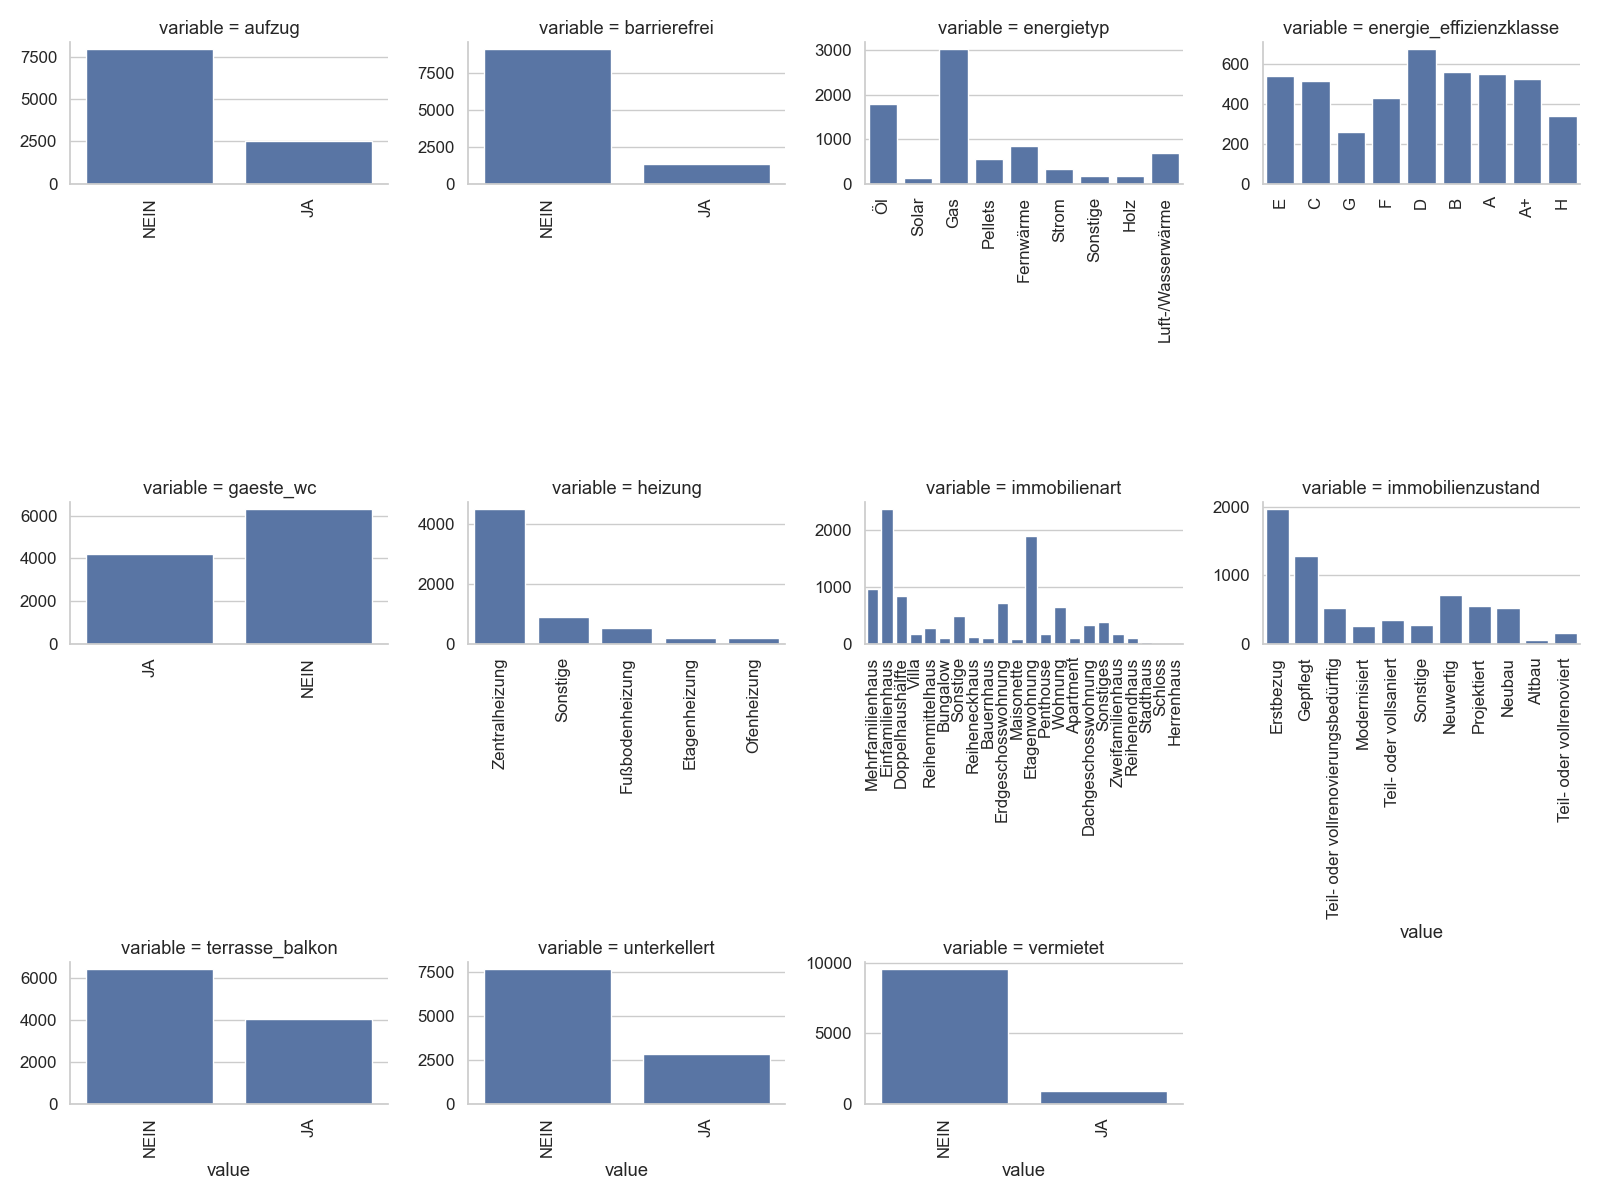 variable = aufzug
7500
5000
2500
0
NEIN
JA
variable = barrierefrei
7500
5000
2500
0
NEIN
JA
variable = energietyp
3000
2000
1000
0
Öl
Solar
Gas
Pellets
Fernwärme
Strom
Sonstige
Holz
Luft-/Wasserwärme
variable = energie_effizienzklasse
600
400
200
0
E
C
G
F
D
B
A
A+
H
variable = gaeste_wc
6000
4000
2000
0
JA
NEIN
variable = heizung
4000
2000
0
Zentralheizung
Sonstige
Fußbodenheizung
Etagenheizung
Ofenheizung
variable = immobilienart
2000
1000
0
Mehrfamilienhaus
Einfamilienhaus
Doppelhaushälfte
Villa
Reihenmittelhaus
Bungalow
Sonstige
Reiheneckhaus
Bauernhaus
Erdgeschosswohnung
Maisonette
Etagenwohnung
Penthouse
Wohnung
Apartment
Dachgeschosswohnung
Sonstiges
Zweifamilienhaus
Reihenendhaus
Stadthaus
Schloss
Herrenhaus
variable = immobilienzustand
2000
1000
0
Erstbezug
Gepflegt
Teil- oder vollrenovierungsbedürftig
Modernisiert
Teil- oder vollsaniert
Sonstige
Neuwertig
Projektiert
Neubau
Altbau
Teil- oder vollrenoviert
value
variable = terrasse_balkon
6000
4000
2000
0
NEIN
JA
value
variable = unterkellert
7500
5000
2500
0
NEIN
JA
value
variable = vermietet
10000
5000
0
NEIN
JA
value